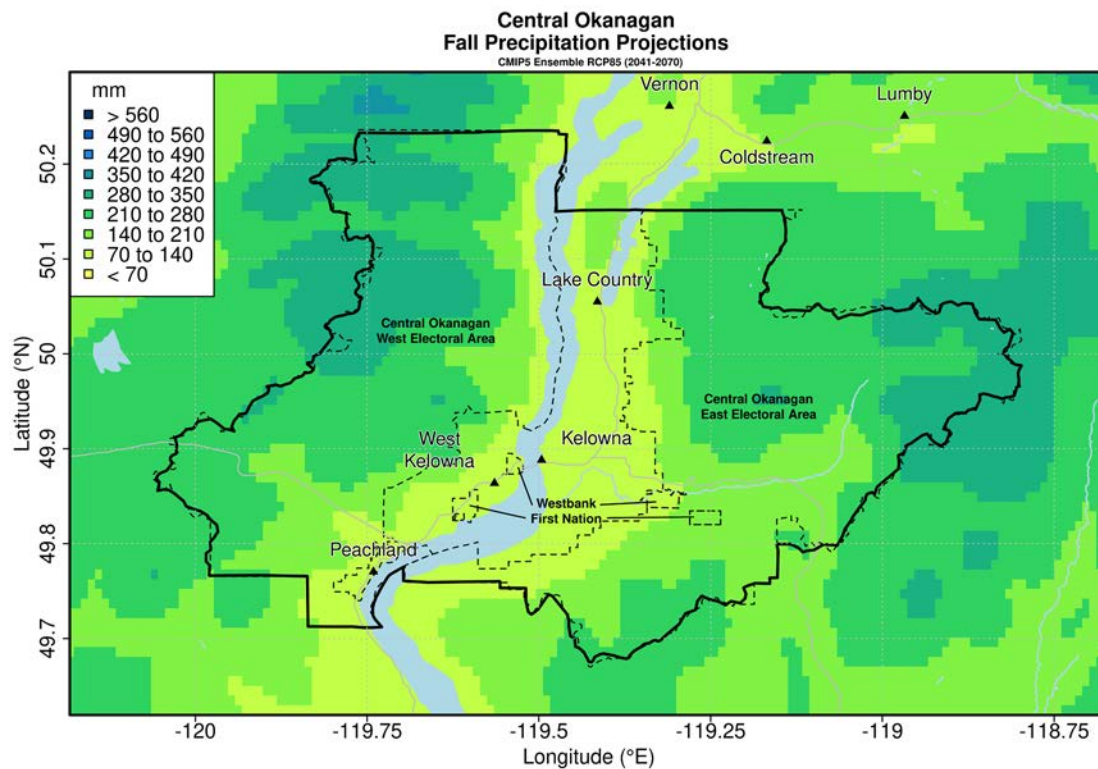 Central Okanagan
Fall Precipitation Projections
CMIP5 Ensemble RCP85 (2041-2070)
mm
> 560
490 to 560
420 to 490
350 to 420
280 to 350
210 to 280
140 to 210
70 to 140
< 70
Vernon
Lumby
Coldstream
Lake Country
Central Okanagan
West Electoral Area
Central Okanagan
East Electoral Area
West
Kelowna
Kelowna
Westbank
First Nation
Peachland
50.2
50.1
50
49.9
49.8
49.7
Latitude (°N)
-120
-119.75
-119.5
-119.25
-119
-118.75
Longitude (°E)